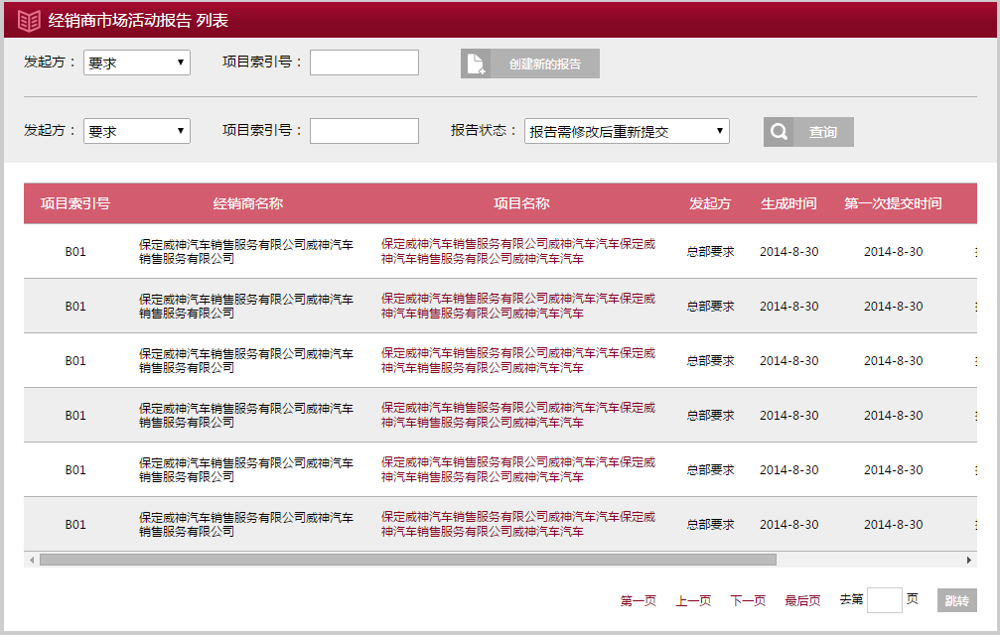 经销商市场活动报告 列表
发起方： 要求 项目索引号： 创建新的报告
发起方： 要求 项目索引号： 报告状态： 报告需修改后重新提交 查询
项目索引号 经销商名称 项目名称 发起方 生成时间 第一次提交时间
B01 保定威神汽车销售服务有限公司威神汽车 保定威神汽车销售服务有限公司威神汽车汽车保定威 总部要求 2014-8-30 2014-8-30
销售服务有限公司 神汽车销售服务有限公司威神汽车汽车
B01 保定威神汽车销售服务有限公司威神汽车 保定威神汽车销售服务有限公司威神汽车汽车保定威 总部要求 2014-8-30 2014-8-30
销售服务有限公司 神汽车销售服务有限公司威神汽车汽车
B01 保定威神汽车销售服务有限公司威神汽车 保定威神汽车销售服务有限公司威神汽车汽车保定威 总部要求 2014-8-30 2014-8-30
销售服务有限公司 神汽车销售服务有限公司威神汽车汽车
B01 保定威神汽车销售服务有限公司威神汽车 保定威神汽车销售服务有限公司威神汽车汽车保定威 总部要求 2014-8-30 2014-8-30
销售服务有限公司 神汽车销售服务有限公司威神汽车汽车
B01 保定威神汽车销售服务有限公司威神汽车 保定威神汽车销售服务有限公司威神汽车汽车保定威 总部要求 2014-8-30 2014-8-30
销售服务有限公司 神汽车销售服务有限公司威神汽车汽车
B01 保定威神汽车销售服务有限公司威神汽车 保定威神汽车销售服务有限公司威神汽车汽车保定威 总部要求 2014-8-30 2014-8-30
销售服务有限公司 神汽车销售服务有限公司威神汽车汽车
第一页 上一页 下一页 最后页 去第 页 跳转